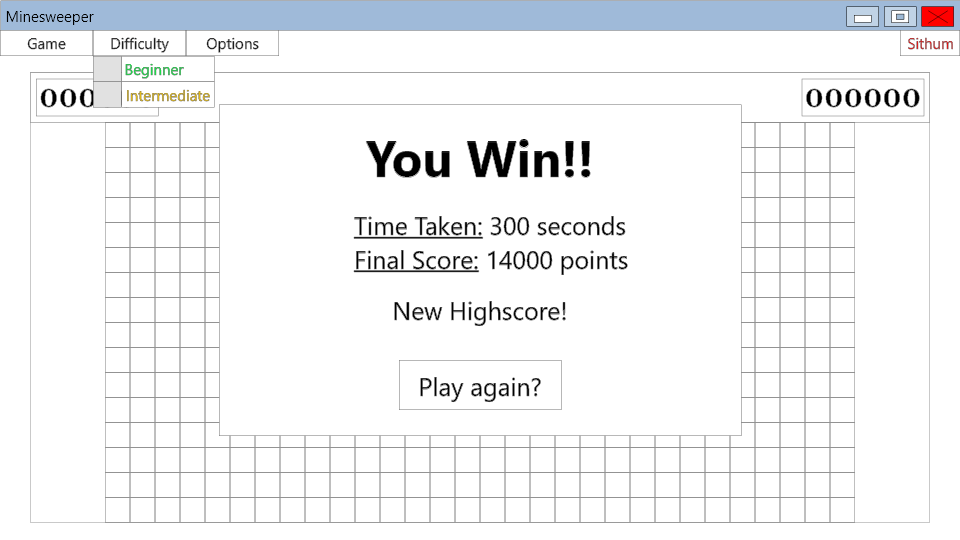 Minesweeper
Game Difficulty Options Sithum
Beginner
000 000000
Intermediate
You Win!!
Time Taken: 300 seconds
Final Score: 14000 points
New Highscore!
Play again?